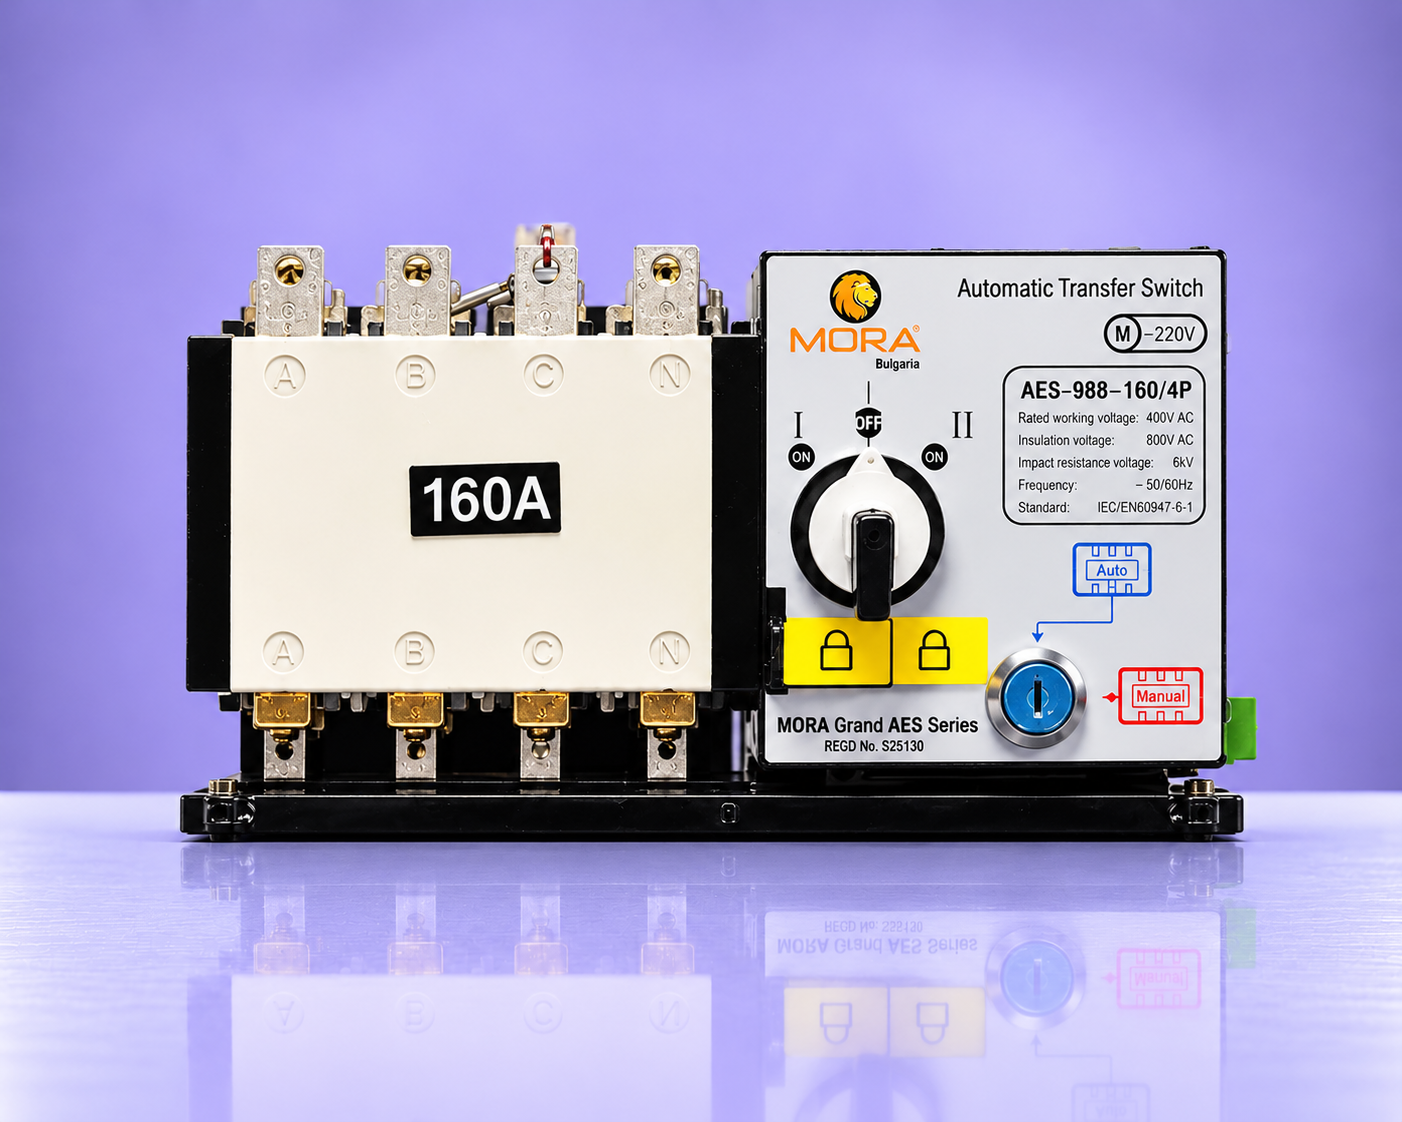 A B C N
160A
A B C N
MORA®
Bulgaria
Automatic Transfer Switch
M -220V
AES-988-160/4P
Rated working voltage: 400V AC
Insulation voltage: 800V AC
Impact resistance voltage: 6kV
Frequency: – 50/60Hz
Standard: IEC/EN60947-6-1
I OFF II
ON ON
Auto
Manual
MORA Grand AES Series
REGD No. S25130